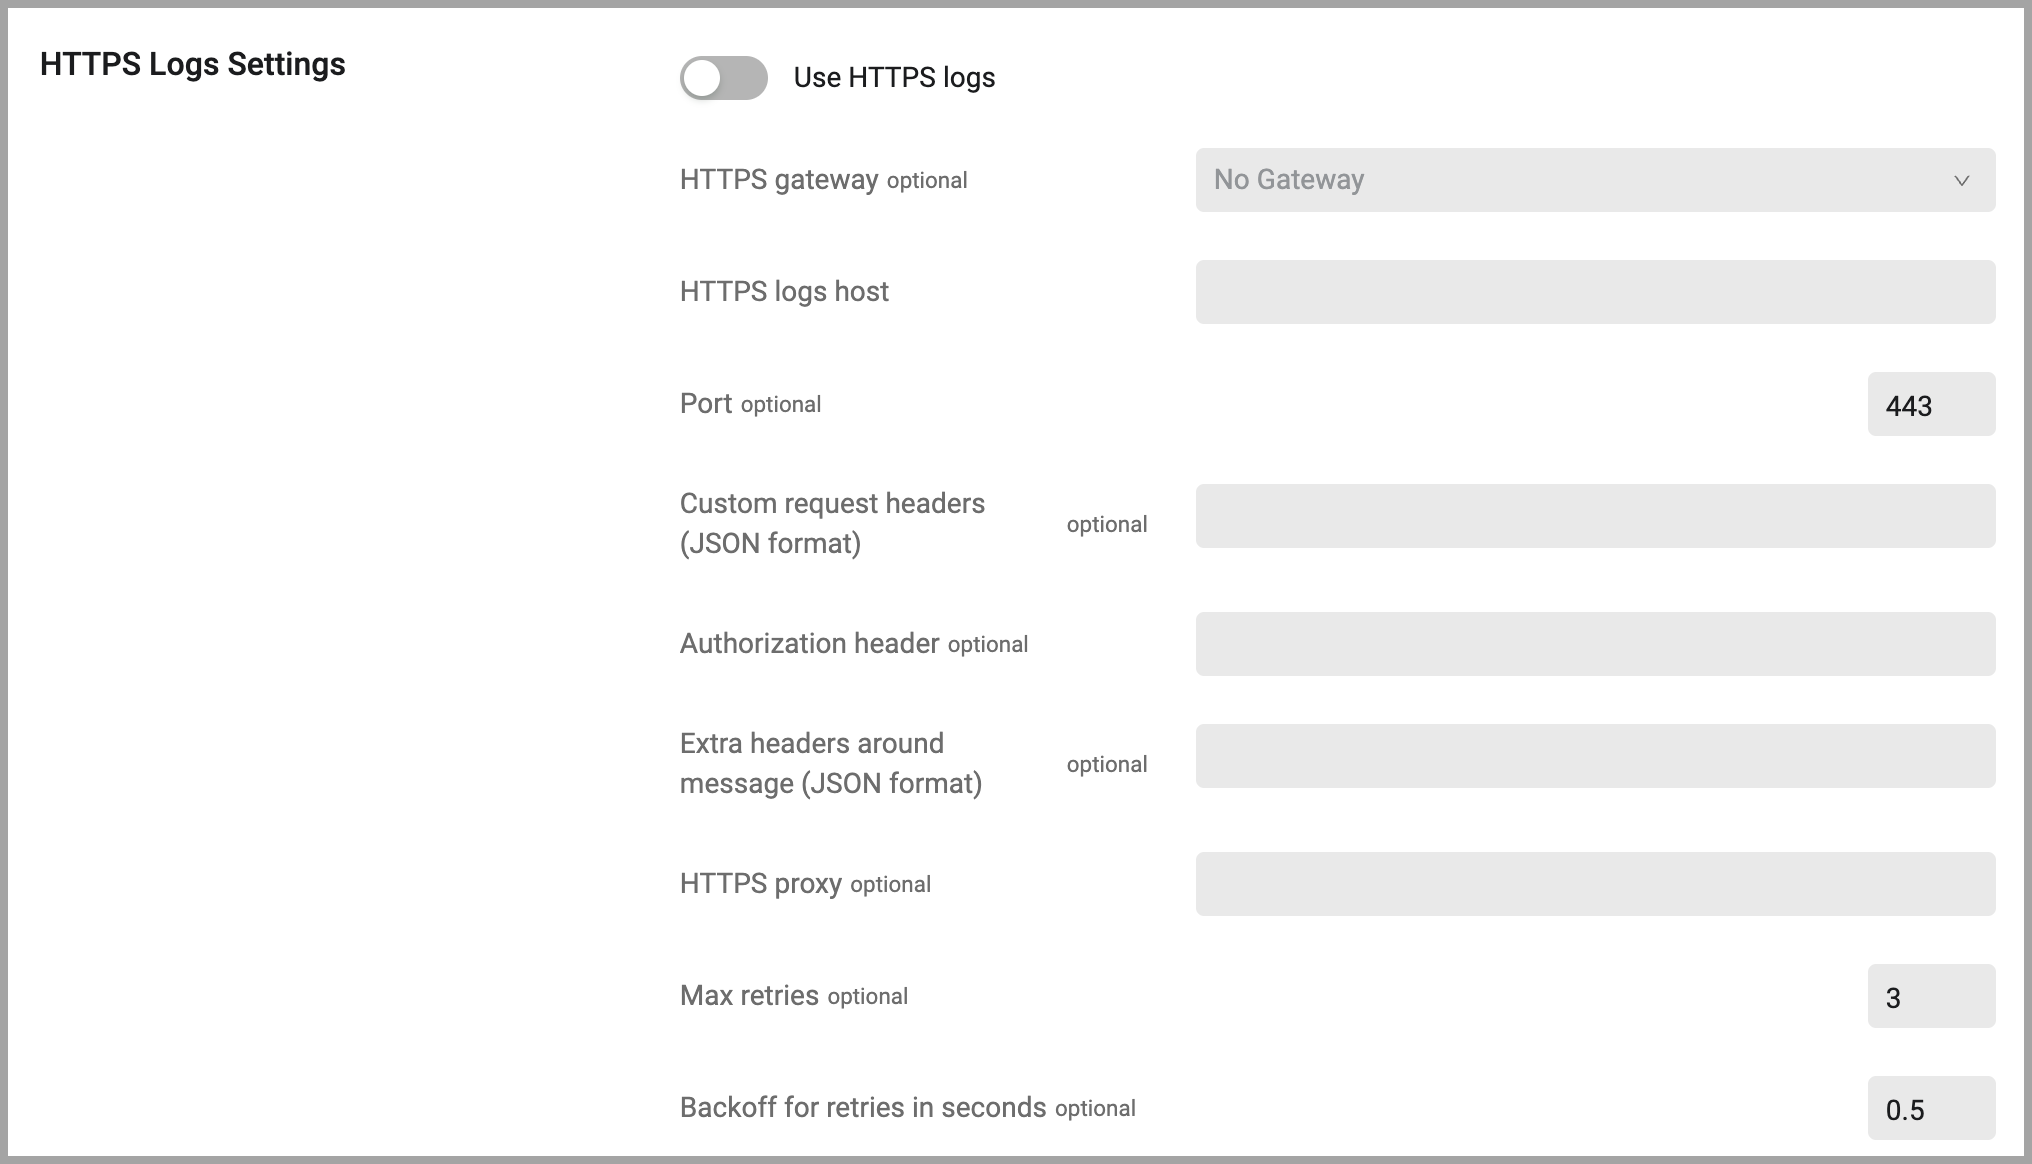 HTTPS Logs Settings
Use HTTPS logs
HTTPS gateway optional
No Gateway
HTTPS logs host
Port optional
443
Custom request headers
(JSON format)
optional
Authorization header optional
Extra headers around
message (JSON format)
optional
HTTPS proxy optional
Max retries optional
3
Backoff for retries in seconds optional
0.5